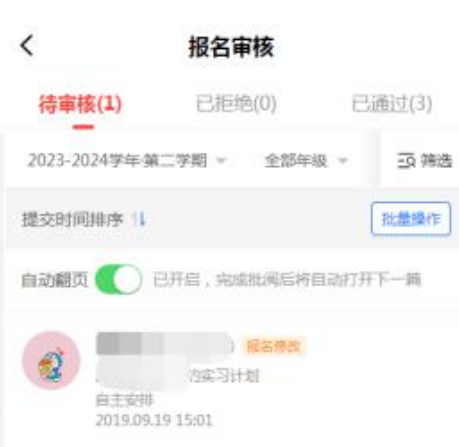 报名审核
待审核(1) 已拒绝(0) 已通过(3)
2023-2024学年-第二学期 全部年级 筛选
提交时间排序 批量操作
自动翻页 已开启，完成批阅后将自动打开下一篇
报名修改
的实习计划
自主安排
2019.09.19 15:01